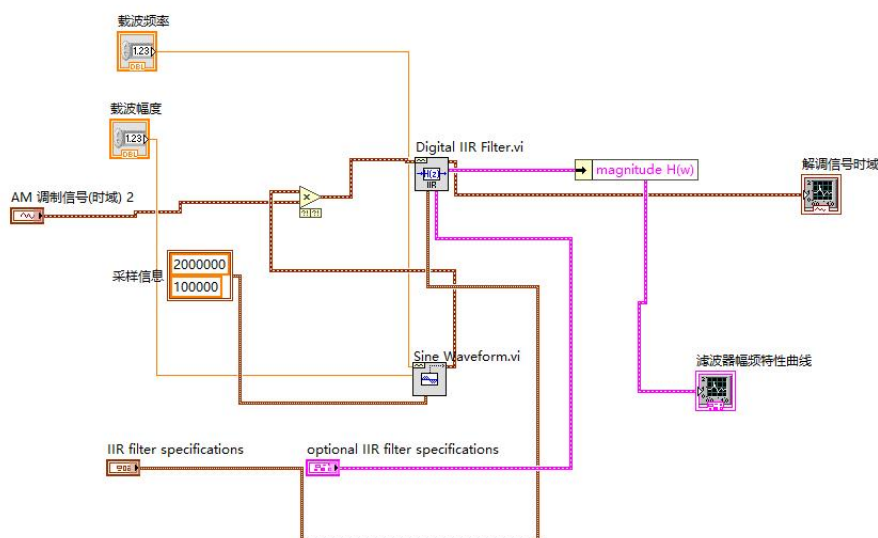 载波频率
1.23
DBL
载波幅度
1.23
DBL
Digital IIR Filter.vi
H(z)
IIR
magnitude H(w)
解调信号时域
AM 调制信号(时域) 2
?! ?!
采样信息
2000000
100000
Sine Waveform.vi
滤波器幅频特性曲线
IIR filter specifications
optional IIR filter specifications